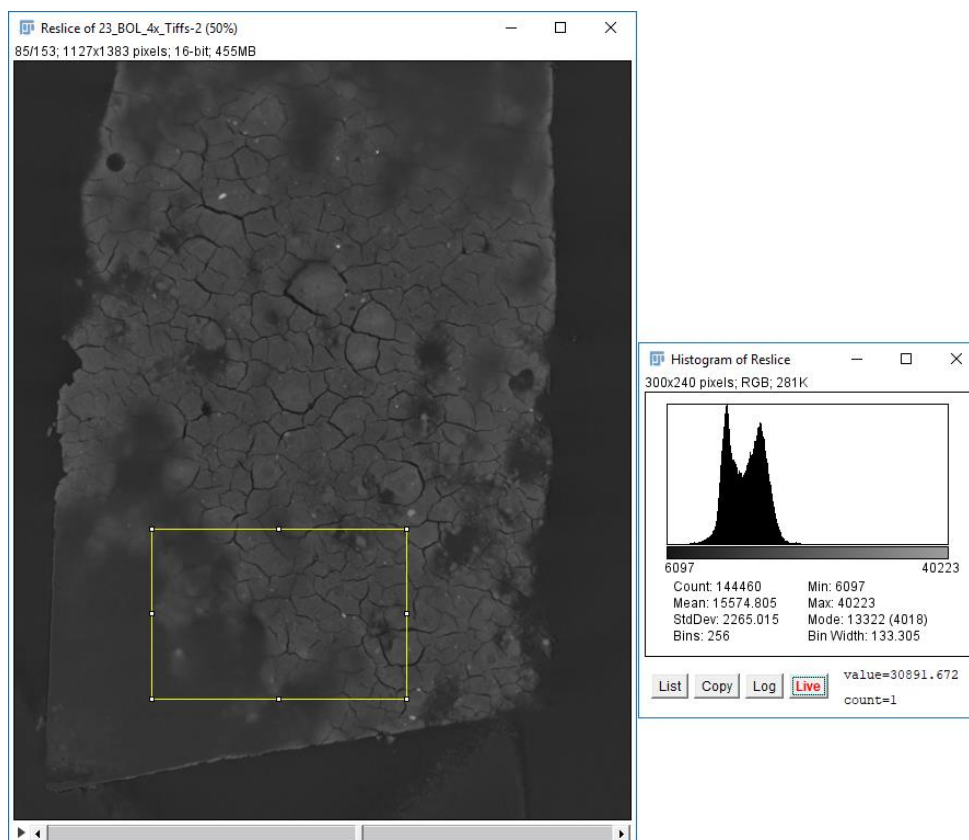 Reslice of 23_BOL_4x_Tiffs-2 (50%)
85/153; 1127x1383 pixels; 16-bit; 455MB
Histogram of Reslice
300x240 pixels; RGB; 281K
6097 40223
Count: 144460 Min: 6097
Mean: 15574.805 Max: 40223
StdDev: 2265.015 Mode: 13322 (4018)
Bins: 256 Bin Width: 133.305
List Copy Log Live value=30891.672
count=1